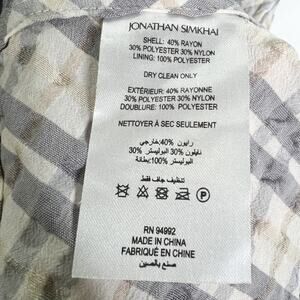 JONATHAN SIMKHAI
SHELL: 40% RAYON
30% POLYESTER 30% NYLON
LINING: 100% POLYESTER
DRY CLEAN ONLY
EXTÉRIEUR: 40% RAYONNE
30% POLYESTER 30% NYLON
DOUBLURE: 100% POLYESTER
NETTOYER À SEC SEULEMENT
رايون %40 :خارجي
نايلون %30 البوليستر %30
البوليستر %100 :بطانة
تنظيف جاف فقط
RN 94992
MADE IN CHINA
FABRIQUÉ EN CHINE
صنع بالصين